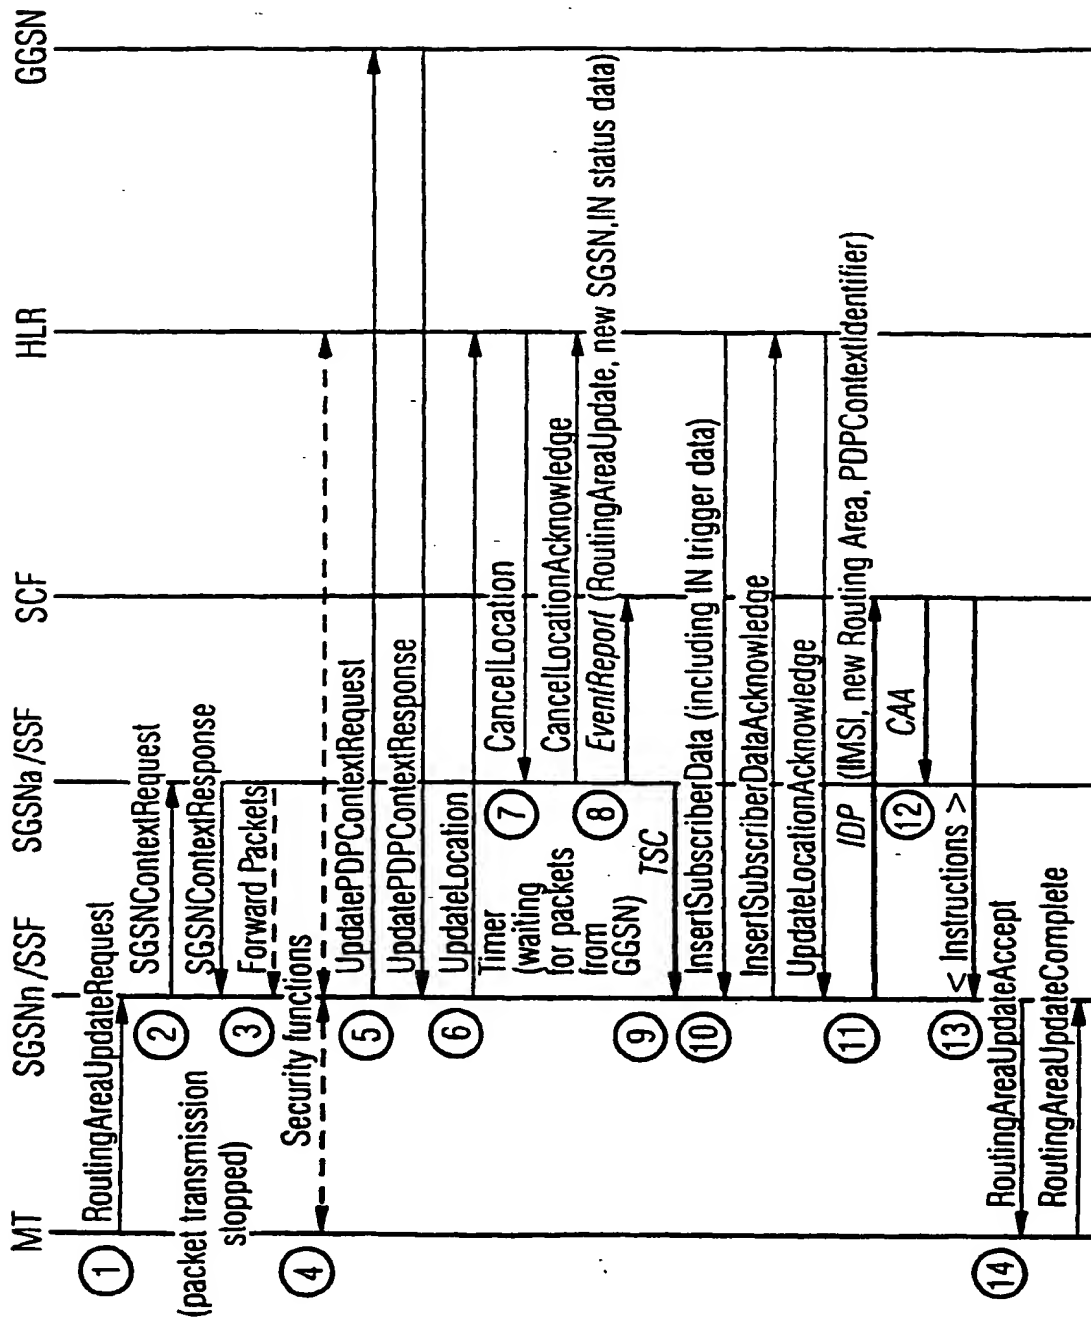 MT
SGSNn/SSF
SGSNa/SSF
SCF
HLR
GGSN
1
RoutingAreaUpdateRequest
(packet transmission
stopped)
2
SGSNContextRequest
SGSNContextResponse
3
Forward Packets
4
Security functions
5
UpdatePDPContextRequest
UpdatePDPContextResponse
6
UpdateLocation
Timer
(waiting
for packets
from
GGSN)
7
CancelLocation
CancelLocationAcknowledge
8
EventReport (RoutingAreaUpdate, new SGSN,IN status data)
9
TSC
10
InsertSubscriberData (including IN trigger data)
InsertSubscriberDataAcknowledge
UpdateLocationAcknowledge
11
IDP (IMSI, new Routing Area, PDPContextIdentifier)
12
CAA
13
< Instructions >
14
RoutingAreaUpdateAccept
RoutingAreaUpdateComplete